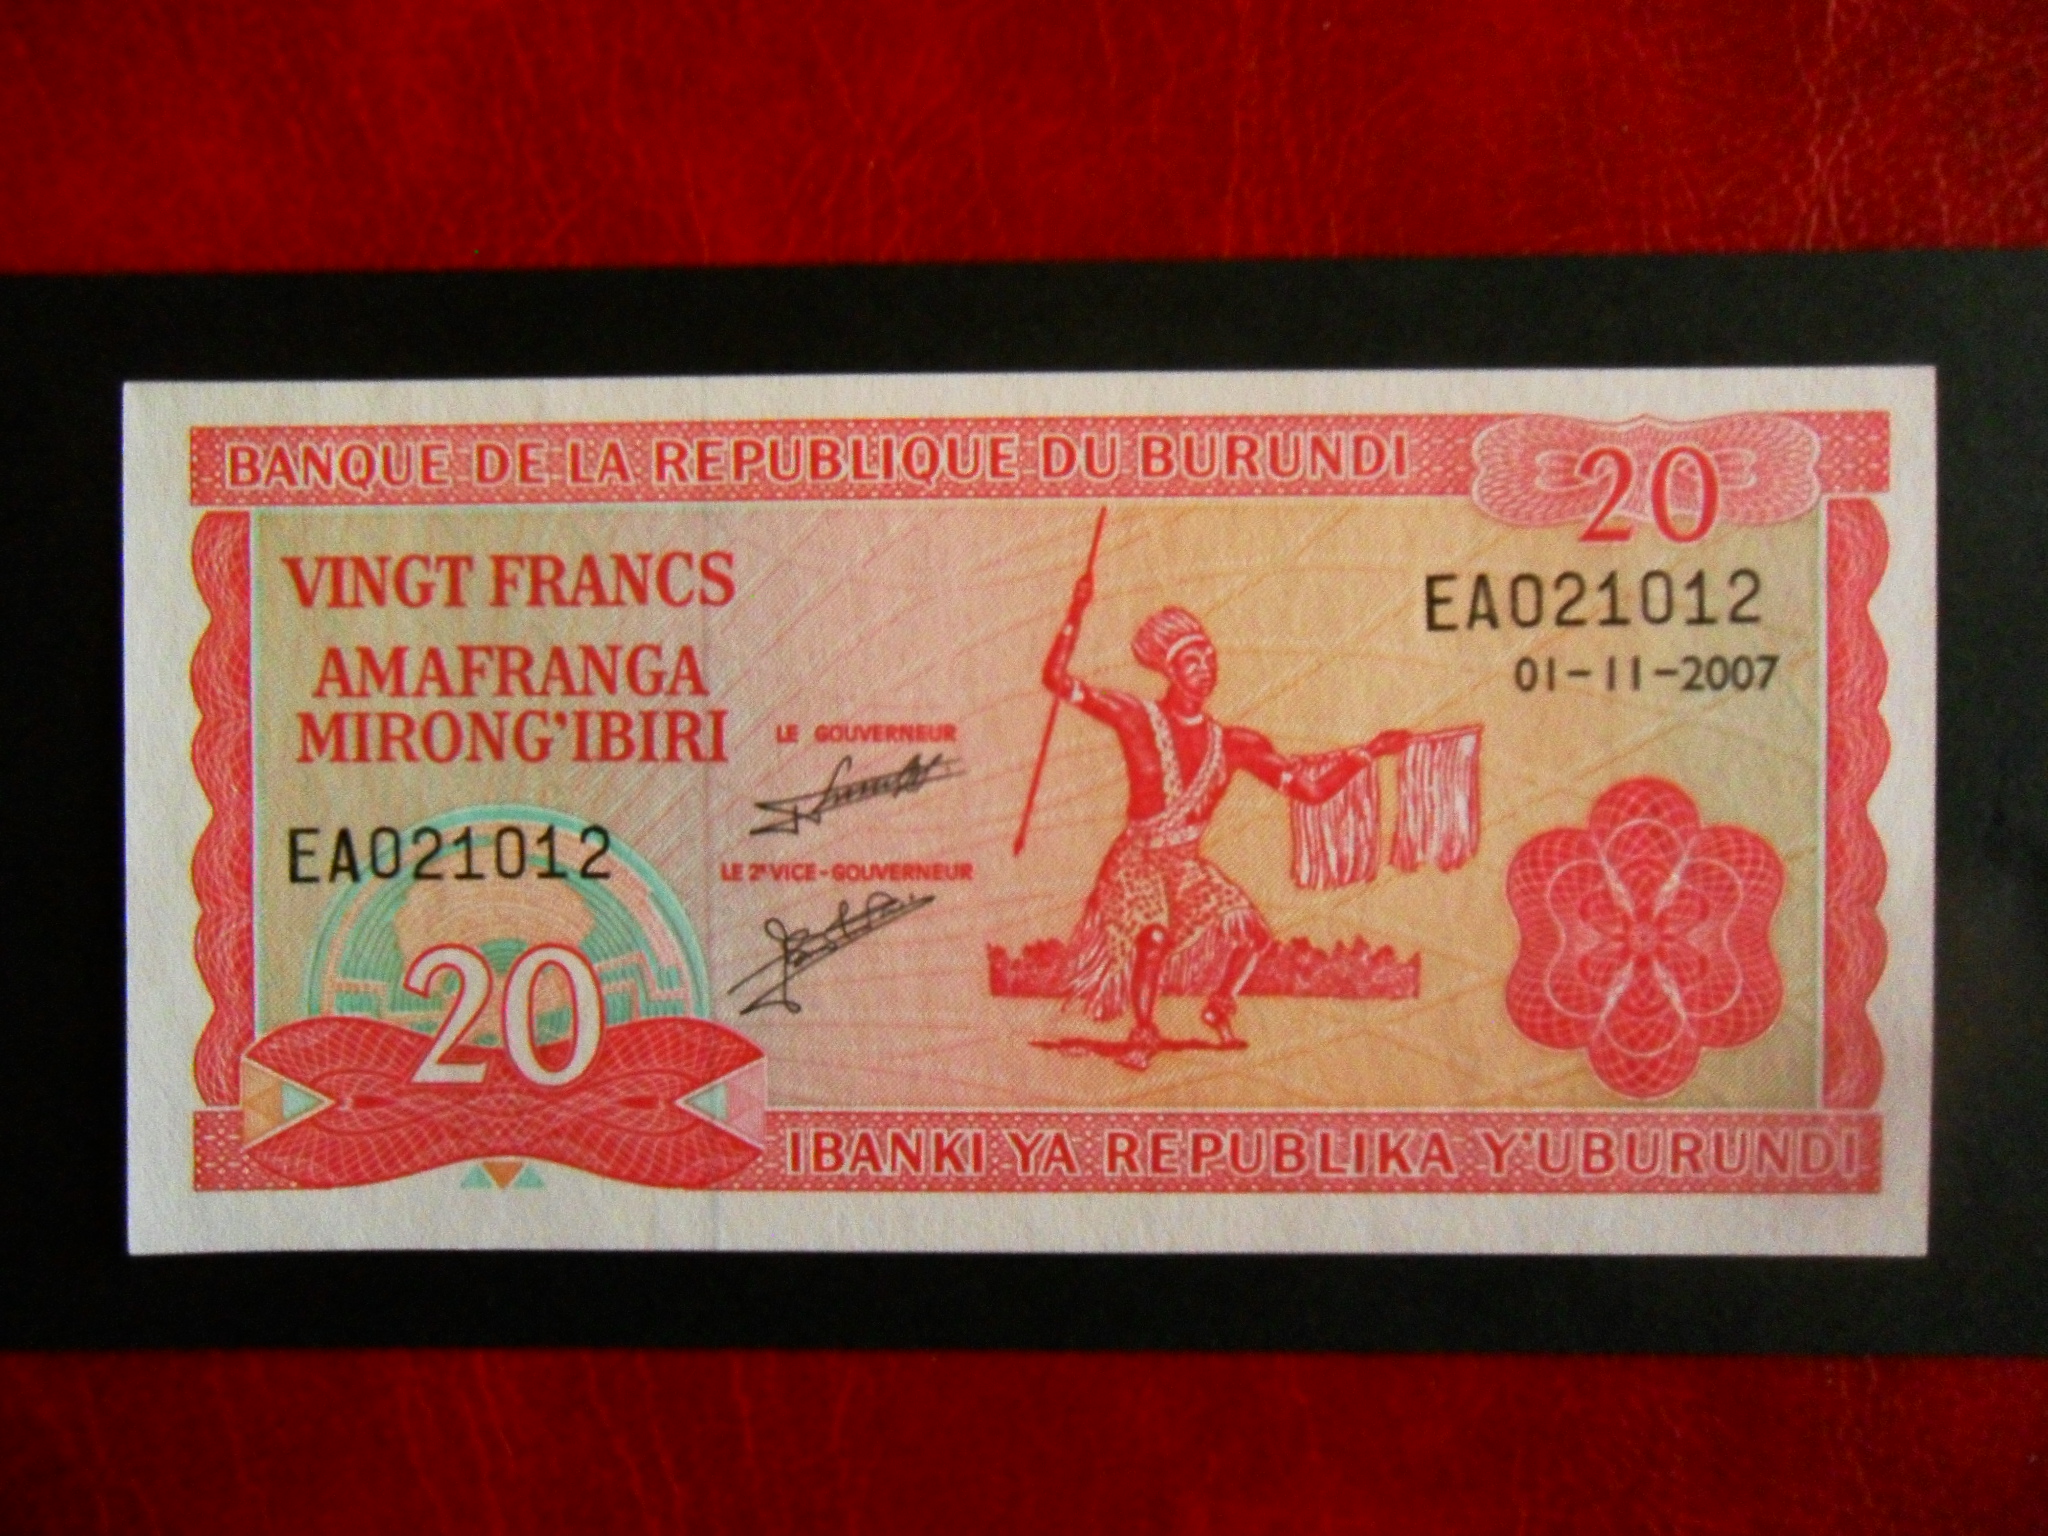 BANQUE DE LA REPUBLIQUE DU BURUNDI
20
VINGT FRANCS
AMAFRANGA
MIRONG'IBIRI
EA021012
01-11-2007
LE GOUVERNEUR
EA021012
LE 2e VICE-GOUVERNEUR
20
IBANKI YA REPUBLIKA Y'UBURUNDI